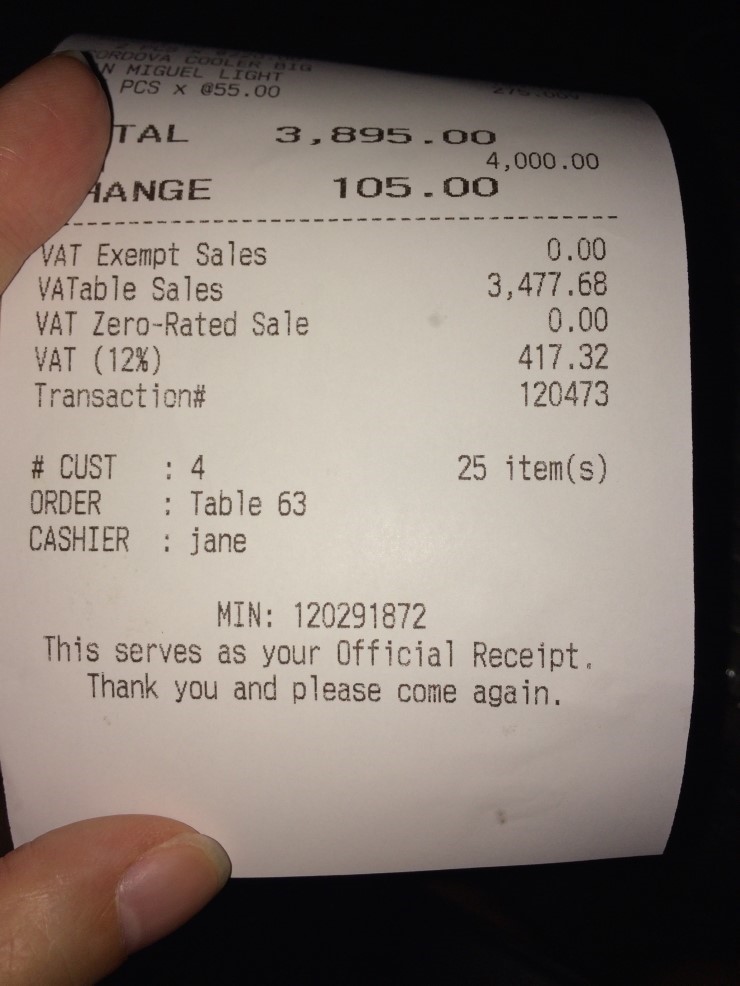 CORDOVA COOLER BIG
N MIGUEL LIGHT
PCS x @55.00
TAL 3,895.00
4,000.00
HANGE 105.00
VAT Exempt Sales 0.00
VATable Sales 3,477.68
VAT Zero-Rated Sale 0.00
VAT (12%) 417.32
Transaction# 120473
# CUST : 4 25 item(s)
ORDER : Table 63
CASHIER : jane
MIN: 120291872
This serves as your Official Receipt.
Thank you and please come again.